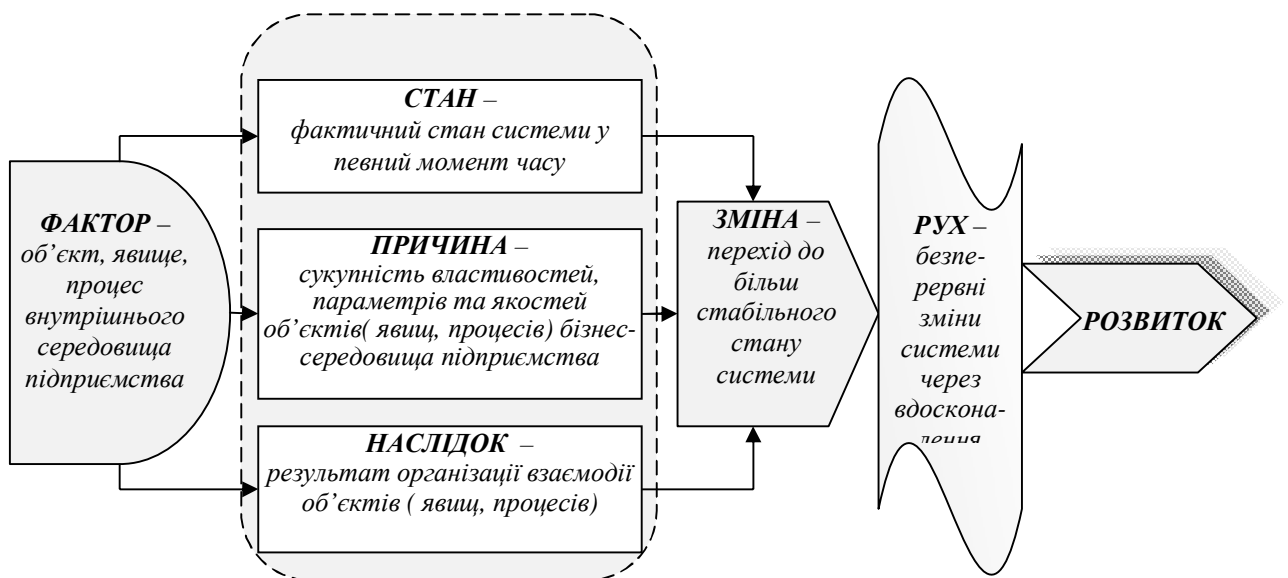 ФАКТОР –
об’єкт, явище,
процес
внутрішнього
середовища
підприємства
СТАН –
фактичний стан системи у
певний момент часу
ПРИЧИНА –
сукупність властивостей,
параметрів та якостей
об’єктів( явищ, процесів) бізнес-
середовища підприємства
НАСЛІДОК –
результат організації взаємодії
об’єктів ( явищ, процесів)
ЗМІНА –
перехід до
більш
стабільного
стану
системи
РУХ –
безпе-
рервні
зміни
системи
через
вдоскона-
лення
РОЗВИТОК